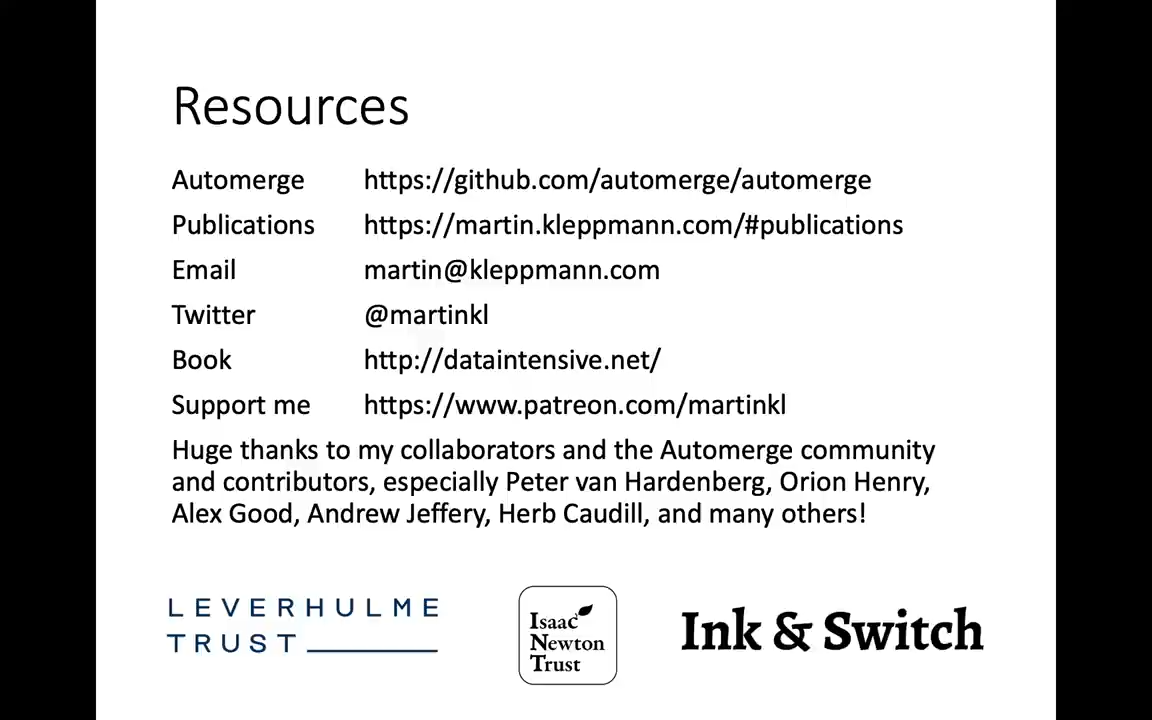 Resources
Automerge https://github.com/automerge/automerge
Publications https://martin.kleppmann.com/#publications
Email martin@kleppmann.com
Twitter @martinkl
Book http://dataintensive.net/
Support me https://www.patreon.com/martinkl
Huge thanks to my collaborators and the Automerge community
and contributors, especially Peter van Hardenberg, Orion Henry,
Alex Good, Andrew Jeffery, Herb Caudill, and many others!
LEVERHULME
TRUST
Isaac
Newton
Trust
Ink & Switch